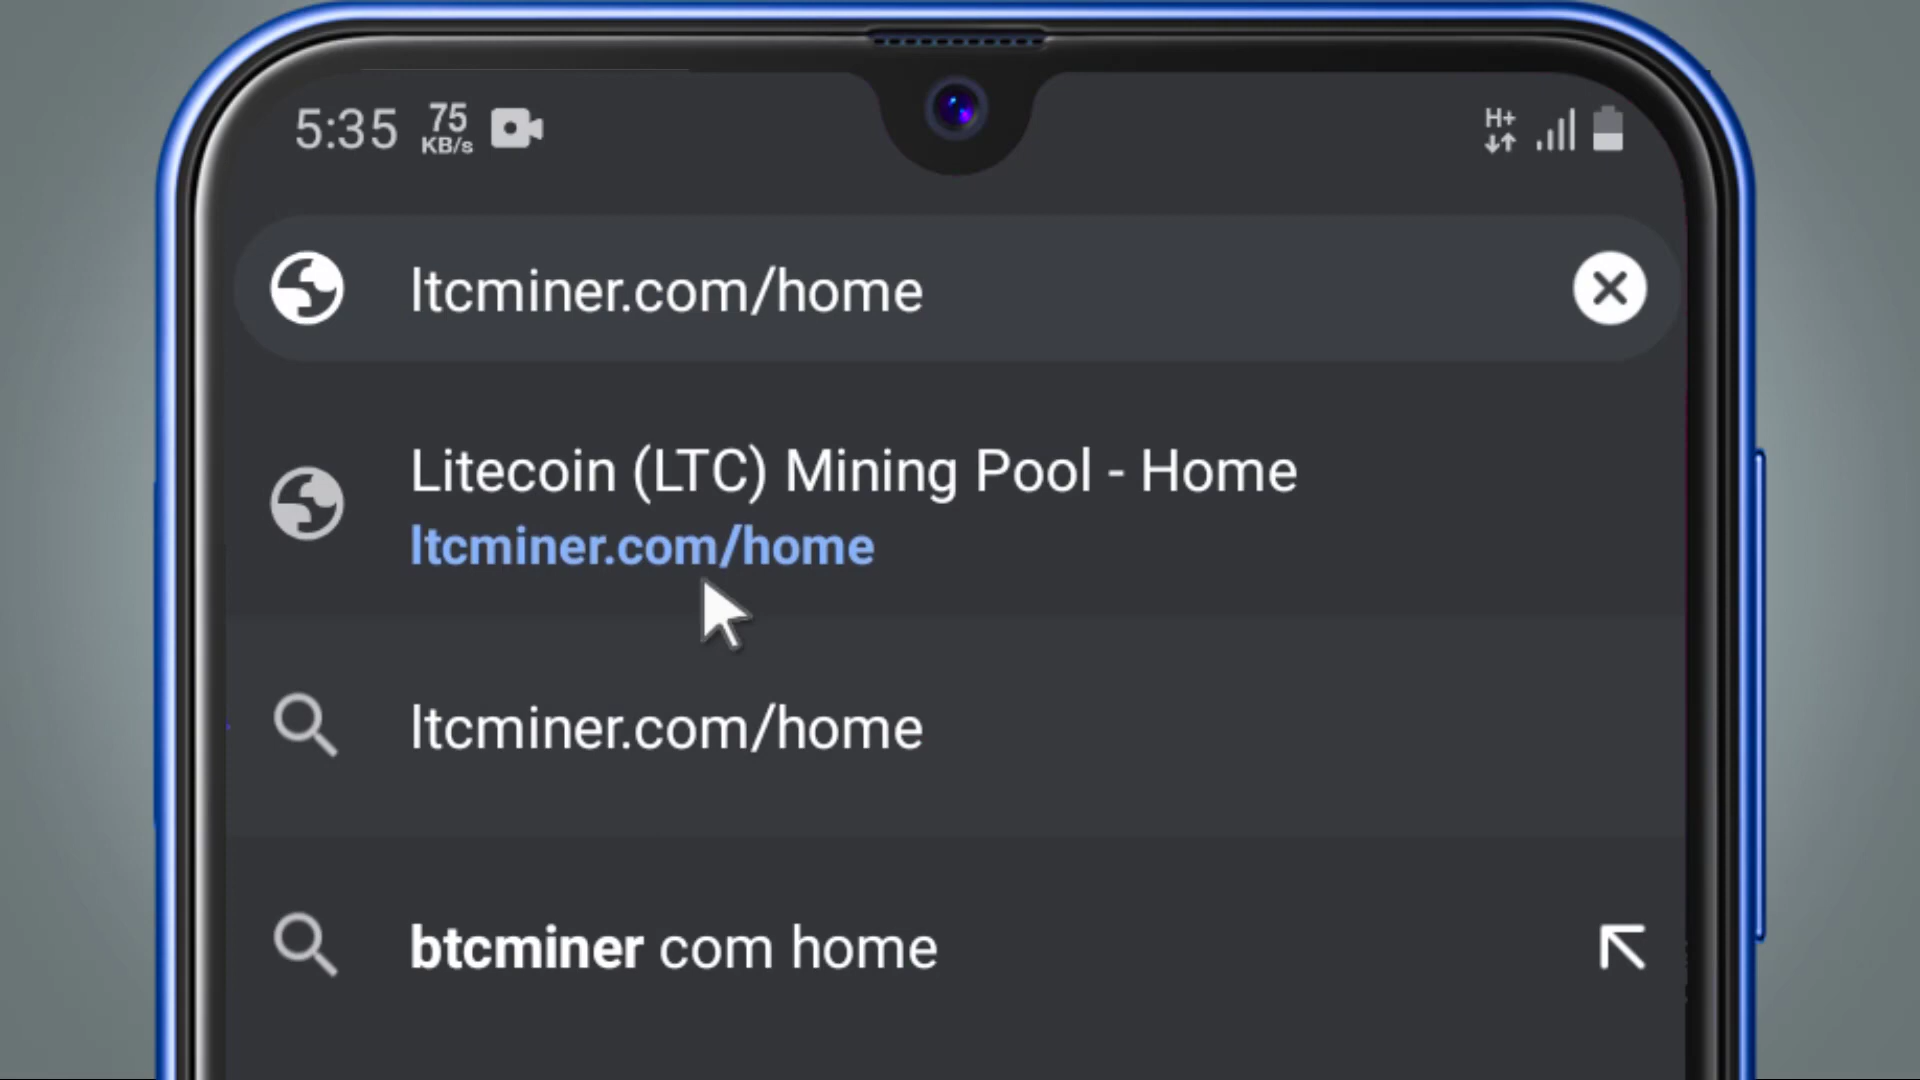 5:35 75 KB/s H+
ltcminer.com/home
Litecoin (LTC) Mining Pool - Home
ltcminer.com/home
ltcminer.com/home
btcminer com home